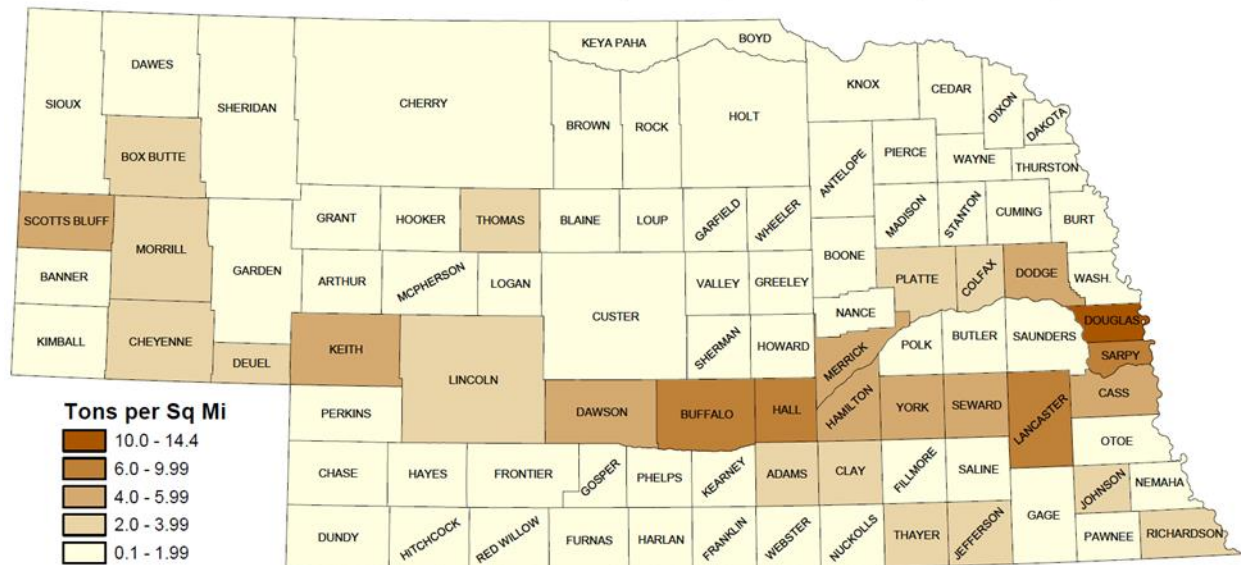 KEYA PAHA
BOYD
DAWES
SIOUX
SHERIDAN
CHERRY
BROWN
ROCK
HOLT
KNOX
CEDAR
DIXON
DAKOTA
BOX BUTTE
ANTELOPE
PIERCE
WAYNE
THURSTON
SCOTTS BLUFF
MORRILL
GRANT
HOOKER
THOMAS
BLAINE
LOUP
GARFIELD
WHEELER
MADISON
STANTON
CUMING
BURT
BANNER
GARDEN
ARTHUR
MCPHERSON
LOGAN
CUSTER
VALLEY
GREELEY
BOONE
PLATTE
COLFAX
DODGE
WASH.
KIMBALL
CHEYENNE
DEUEL
KEITH
LINCOLN
SHERMAN
HOWARD
NANCE
MERRICK
POLK
BUTLER
SAUNDERS
DOUGLAS
SARPY
PERKINS
DAWSON
BUFFALO
HALL
HAMILTON
YORK
SEWARD
LANCASTER
CASS
OTOE
CHASE
HAYES
FRONTIER
GOSPER
PHELPS
KEARNEY
ADAMS
CLAY
FILLMORE
SALINE
JOHNSON
NEMAHA
DUNDY
HITCHCOCK
RED WILLOW
FURNAS
HARLAN
FRANKLIN
WEBSTER
NUCKOLLS
THAYER
JEFFERSON
GAGE
PAWNEE
RICHARDSON
Tons per Sq Mi
10.0 - 14.4
6.0 - 9.99
4.0 - 5.99
2.0 - 3.99
0.1 - 1.99